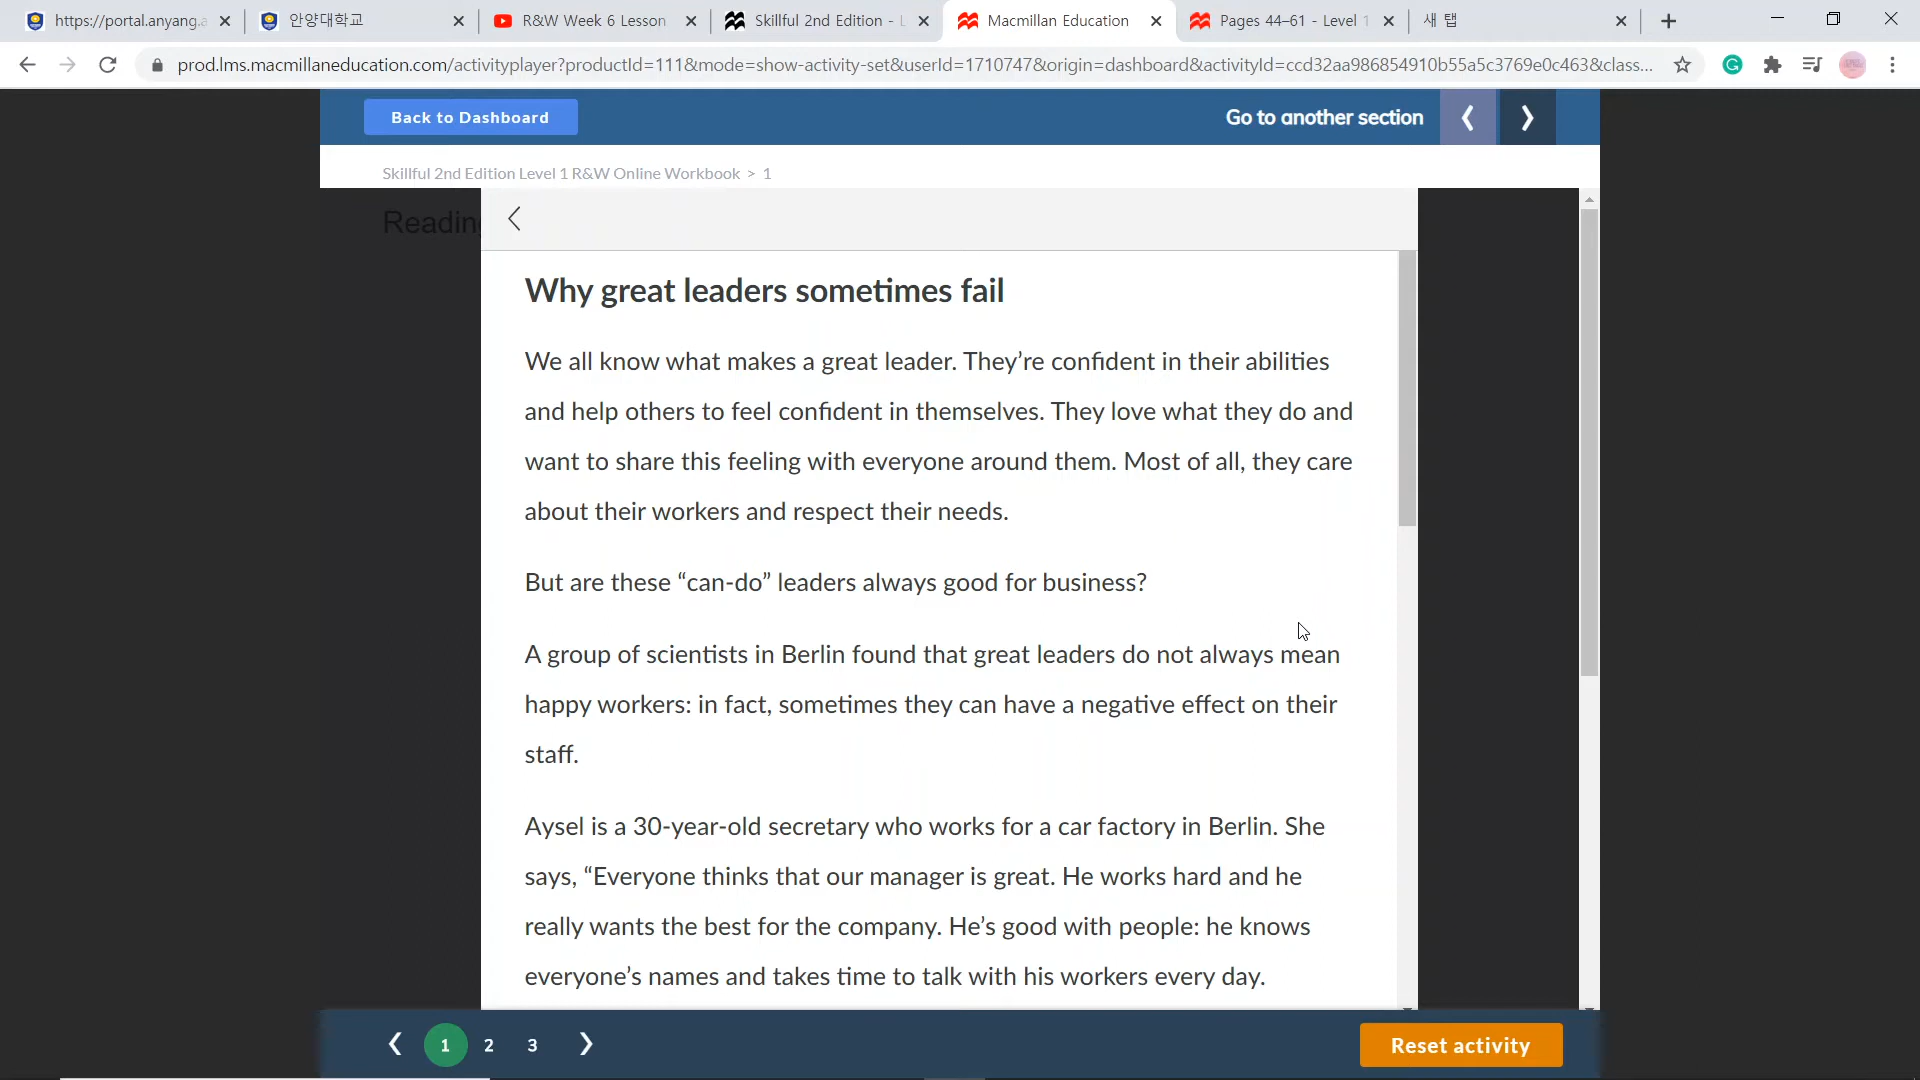 https://portal.anyang.a
안양대학교
R&W Week 6 Lesson
Skillful 2nd Edition - L
Macmillan Education
Pages 44–61 - Level 1
새 탭
prod.lms.macmillaneducation.com/activityplayer?productId=111&mode=show-activity-set&userId=1710747&origin=dashboard&activityId=ccd32aa986854910b55a5c3769e0c463&class...
Back to Dashboard
Go to another section
Skillful 2nd Edition Level 1 R&W Online Workbook > 1
Reading
Why great leaders sometimes fail
We all know what makes a great leader. They’re confident in their abilities
and help others to feel confident in themselves. They love what they do and
want to share this feeling with everyone around them. Most of all, they care
about their workers and respect their needs.
But are these “can-do” leaders always good for business?
A group of scientists in Berlin found that great leaders do not always mean
happy workers: in fact, sometimes they can have a negative effect on their
staff.
Aysel is a 30-year-old secretary who works for a car factory in Berlin. She
says, “Everyone thinks that our manager is great. He works hard and he
really wants the best for the company. He’s good with people: he knows
everyone’s names and takes time to talk with his workers every day.
1 2 3
Reset activity